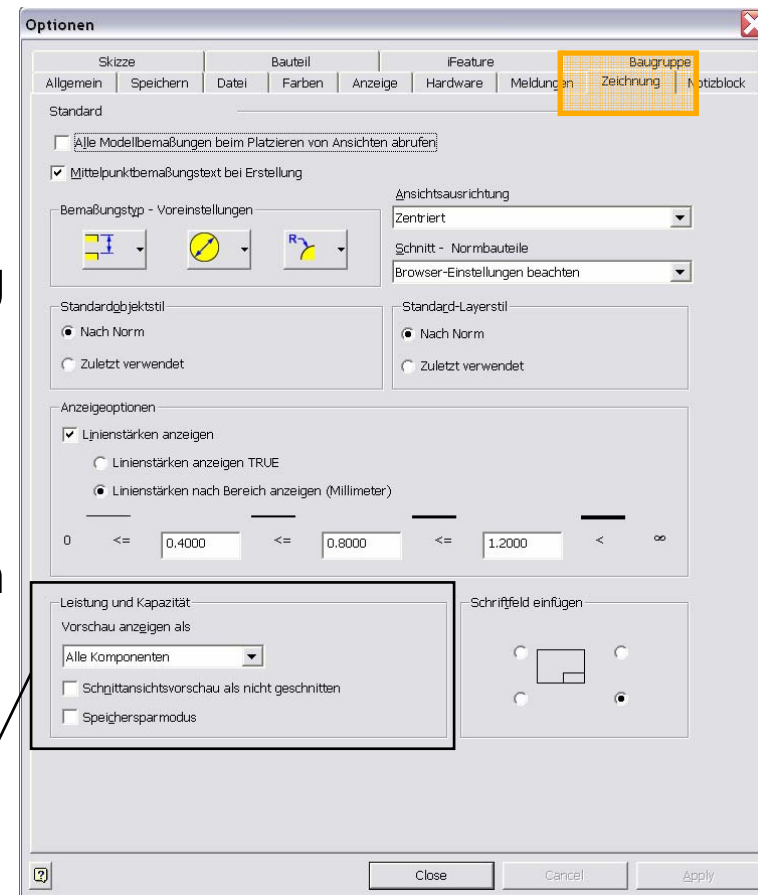 Optionen
Skizze Bauteil iFeature Baugruppe
Allgemein Speichern Datei Farben Anzeige Hardware Meldungen Zeichnung Notizblock
Standard
Alle Modellbemaßungen beim Platzieren von Ansichten abrufen
Mittelpunktbemaßungstext bei Erstellung
Ansichtsausrichtung
Bemaßungstyp - Voreinstellungen
Zentriert
R
Schnitt - Normbauteile
Browser-Einstellungen beachten
g
Standardobjektstil Standard-Layerstil
Nach Norm Nach Norm
Zuletzt verwendet Zuletzt verwendet
Anzeigeoptionen
Linienstärken anzeigen
Linienstärken anzeigen TRUE
Linienstärken nach Bereich anzeigen (Millimeter)
0 <= 0.4000 <= 0.8000 <= 1.2000 < ∞
n
Leistung und Kapazität Schriftfeld einfügen
Vorschau anzeigen als
Alle Komponenten
Schnittansichtsvorschau als nicht geschnitten
Speichersparmodus
? Close Cancel Apply